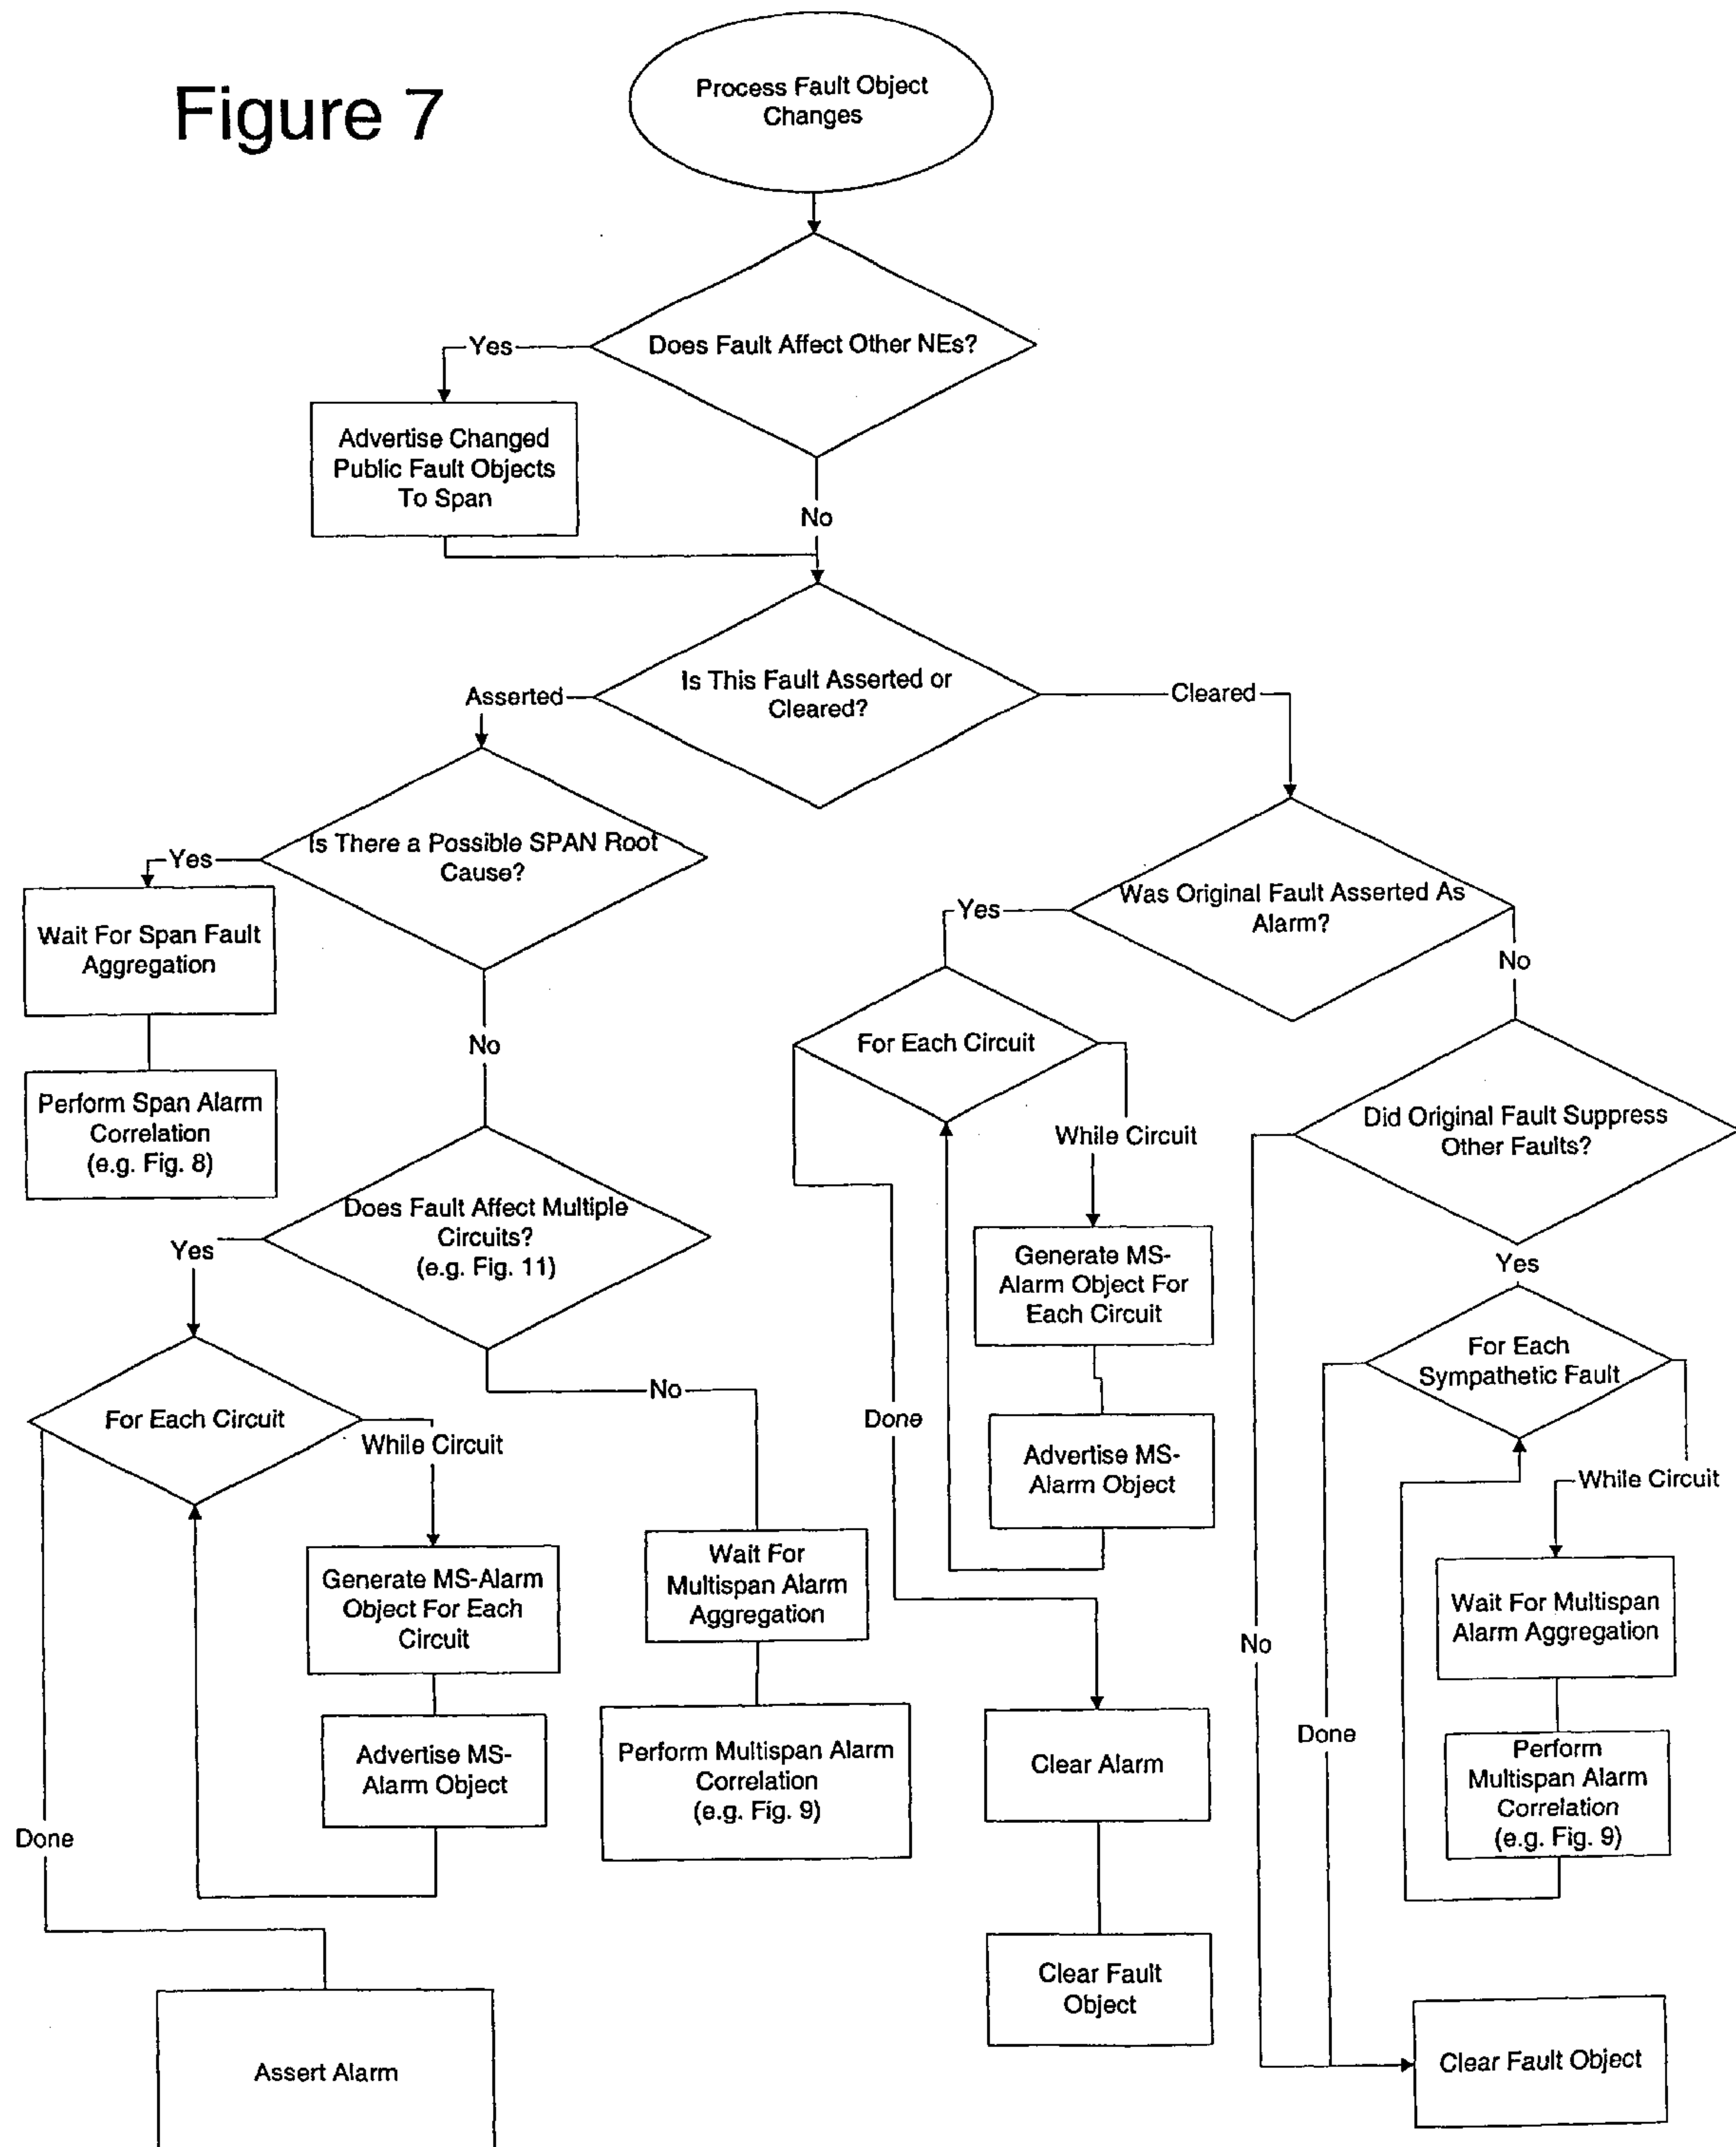 Figure 7
Process Fault Object
Changes
Does Fault Affect Other NEs?
Yes
Advertise Changed
Public Fault Objects
To Span
No
Is This Fault Asserted or
Cleared?
Asserted
Cleared
Is There a Possible SPAN Root
Cause?
Yes
Wait For Span Fault
Aggregation
Perform Span Alarm
Correlation
(e.g. Fig. 8)
No
Does Fault Affect Multiple
Circuits?
(e.g. Fig. 11)
Yes
For Each Circuit
While Circuit
Generate MS-Alarm
Object For Each
Circuit
Advertise MS-
Alarm Object
Done
Assert Alarm
No
Wait For
Multispan Alarm
Aggregation
Perform Multispan Alarm
Correlation
(e.g. Fig. 9)
Was Original Fault Asserted As
Alarm?
Yes
For Each Circuit
While Circuit
Generate MS-
Alarm Object For
Each Circuit
Advertise MS-
Alarm Object
Done
Clear Alarm
Clear Fault
Object
No
Did Original Fault Suppress
Other Faults?
Yes
For Each
Sympathetic Fault
While Circuit
Wait For Multispan
Alarm Aggregation
Perform
Multispan Alarm
Correlation
(e.g. Fig. 9)
No
Done
Clear Fault Object